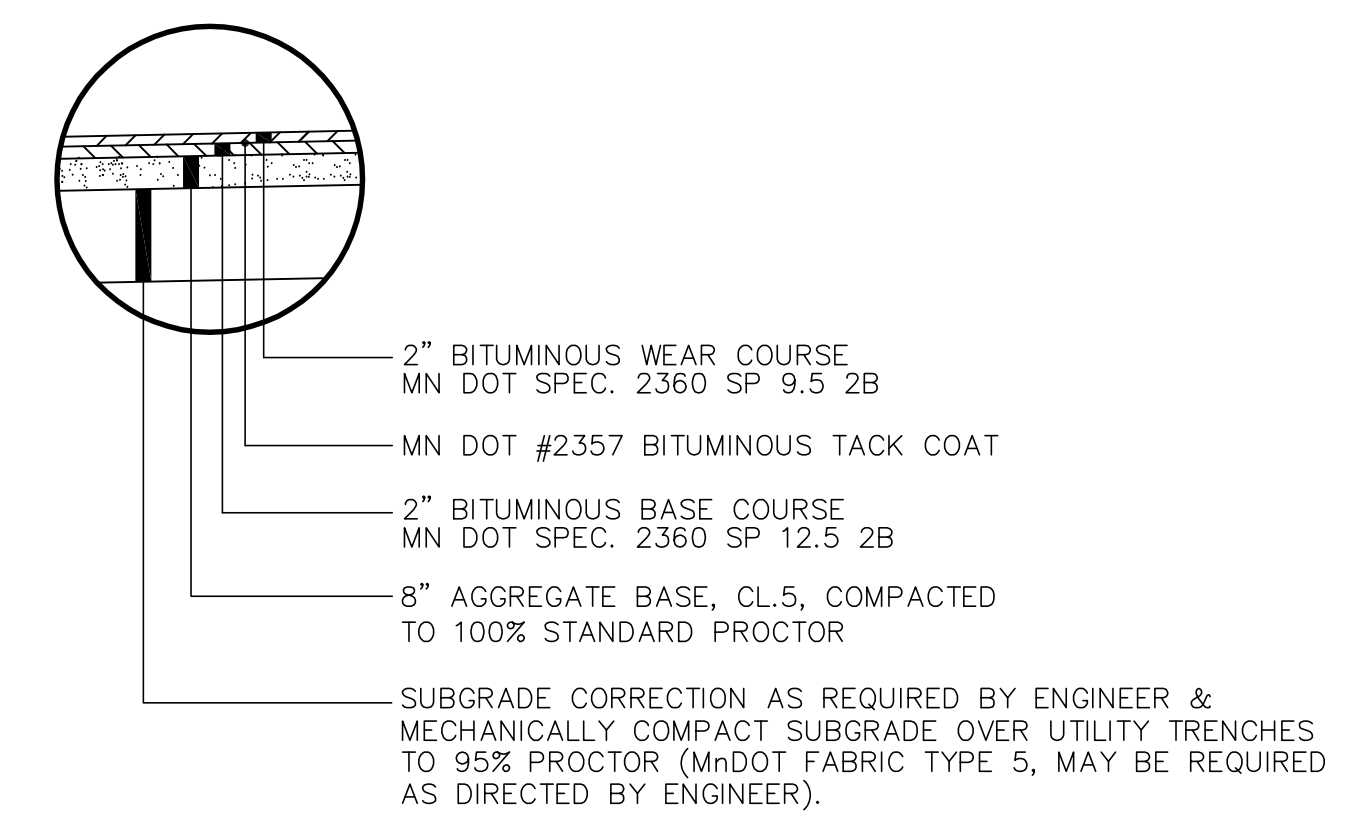 2” BITUMINOUS WEAR COURSE
MN DOT SPEC. 2360 SP 9.5 2B
MN DOT #2357 BITUMINOUS TACK COAT
2” BITUMINOUS BASE COURSE
MN DOT SPEC. 2360 SP 12.5 2B
8” AGGREGATE BASE, CL.5, COMPACTED
TO 100% STANDARD PROCTOR
SUBGRADE CORRECTION AS REQUIRED BY ENGINEER &
MECHANICALLY COMPACT SUBGRADE OVER UTILITY TRENCHES
TO 95% PROCTOR (MnDOT FABRIC TYPE 5, MAY BE REQUIRED
AS DIRECTED BY ENGINEER).